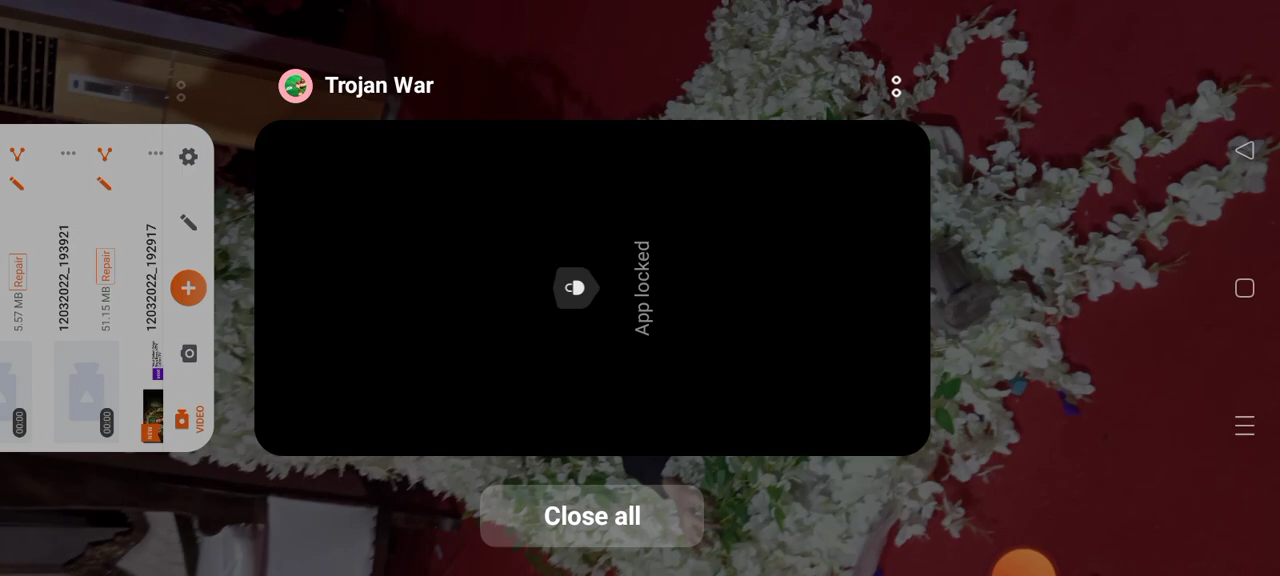 Trojan War
App locked
Close all
5.57 MB Repair
12032022_193921
51.15 MB Repair
12032022_192917
00:00
00:00
NEW
VIDEO